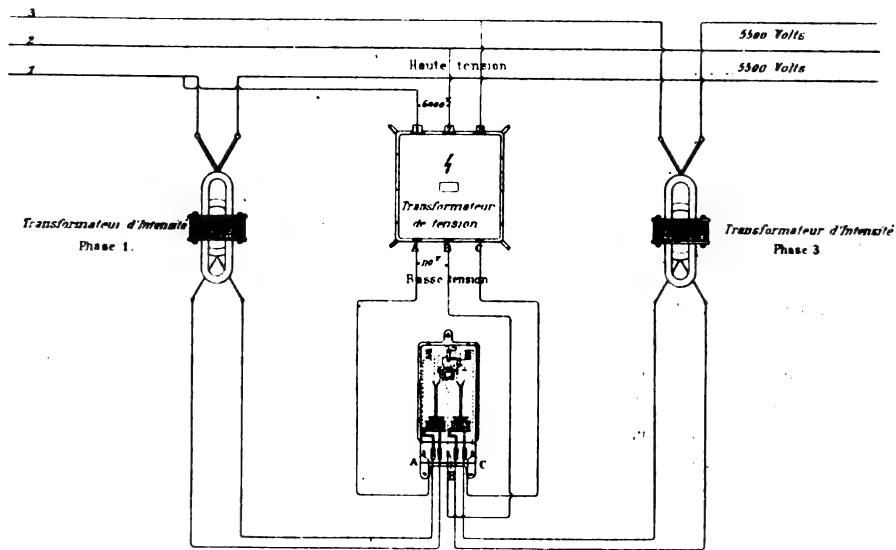 3
5500 Volts
2
Haute tension
5500 Volts
1
6000 V
Transformateur
de tension
Transformateur d'Intensité
Phase 1.
Transformateur d'Intensité
Phase 3
A B C
110 V
Basse tension
A C
B